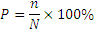 P = n/N × 100%